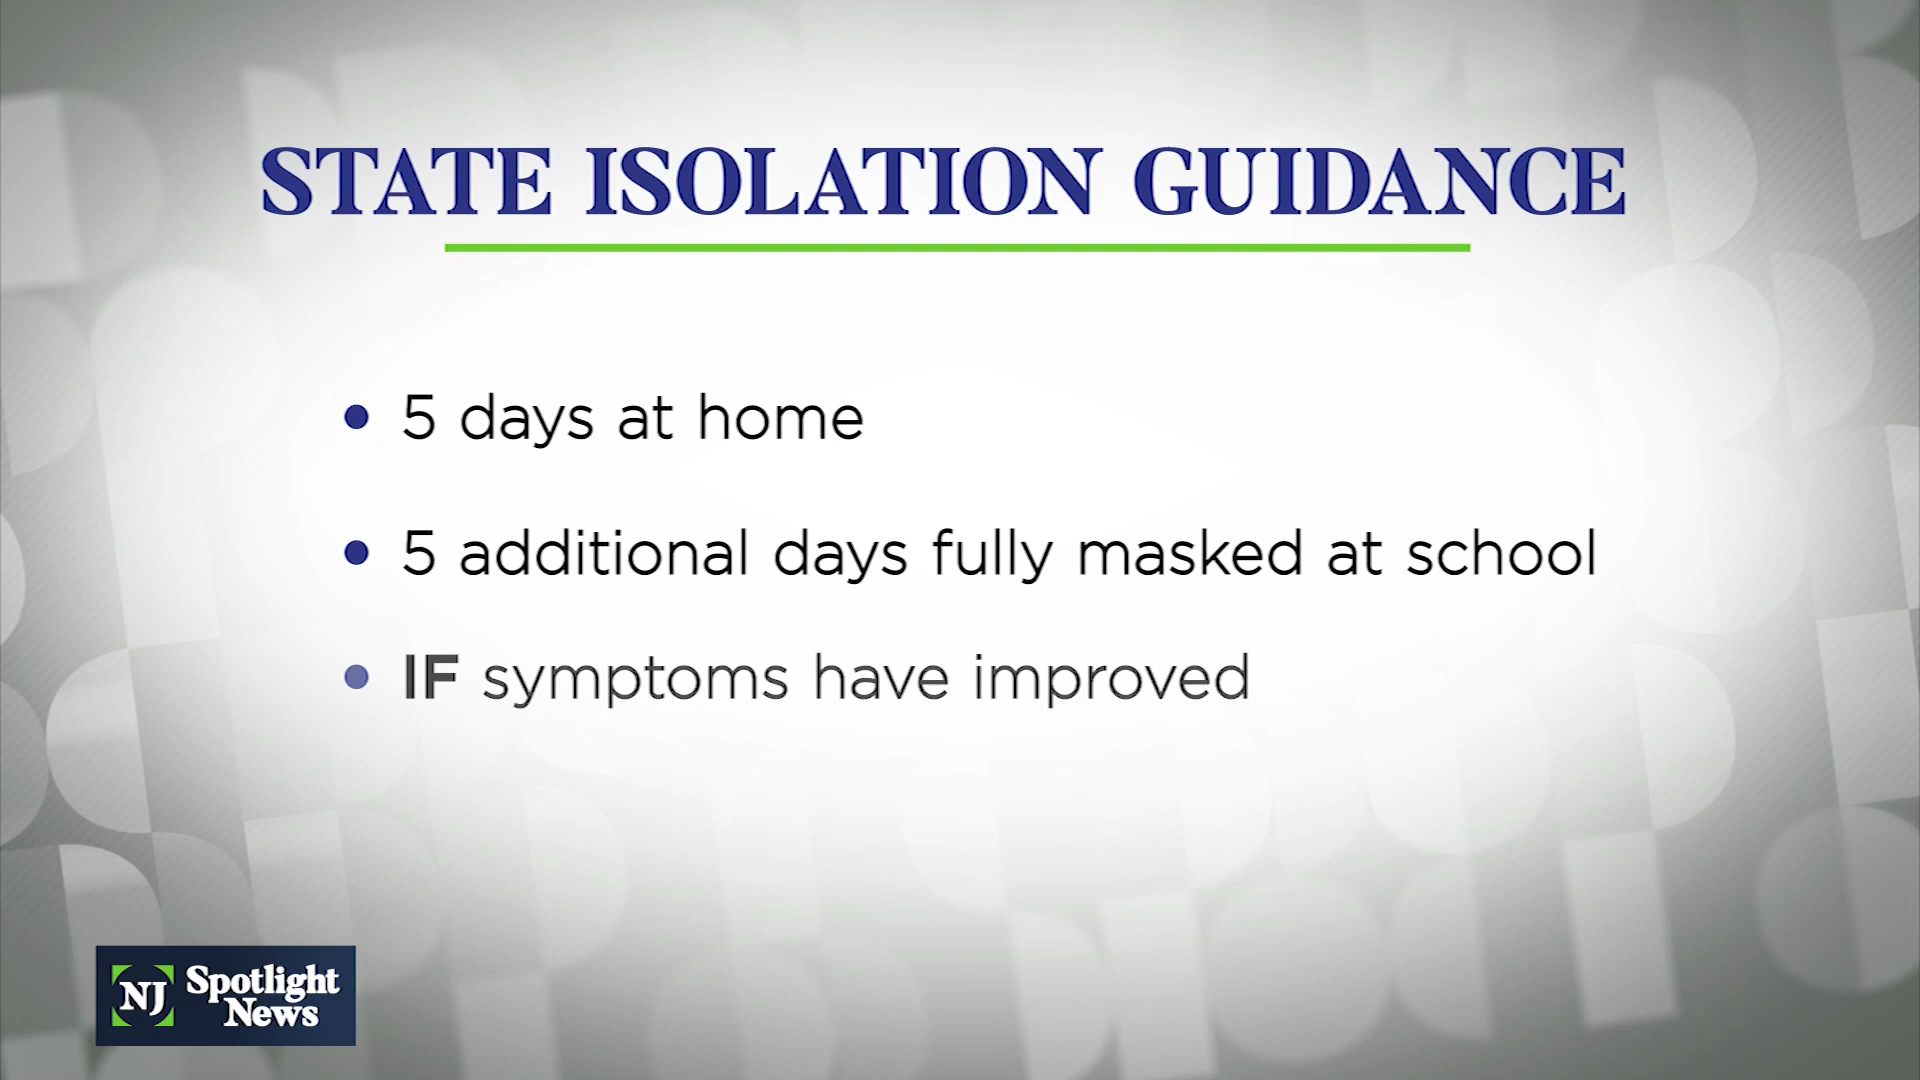 STATE ISOLATION GUIDANCE
• 5 days at home
• 5 additional days fully masked at school
• IF symptoms have improved
NJ Spotlight
News